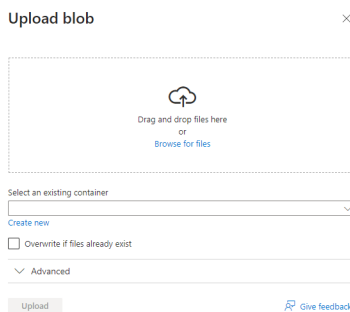 Upload blob
Drag and drop files here
or
Browse for files
Select an existing container
Create new
Overwrite if files already exist
Advanced
Upload
Give feedback